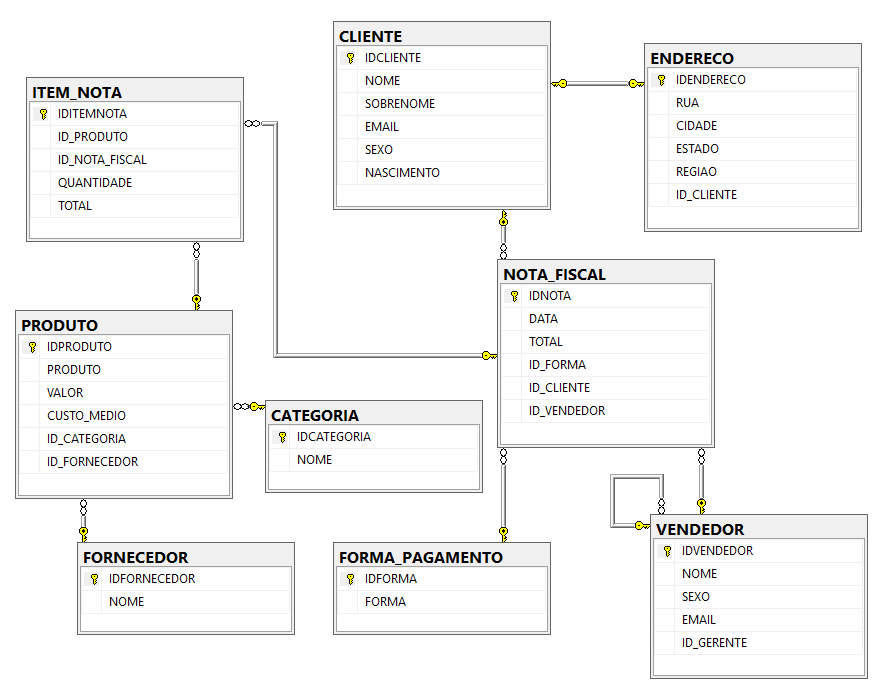 CLIENTE
IDCLIENTE
NOME
SOBRENOME
EMAIL
SEXO
NASCIMENTO
ENDERECO
IDENDERECO
RUA
CIDADE
ESTADO
REGIAO
ID_CLIENTE
ITEM_NOTA
IDITEMNOTA
ID_PRODUTO
ID_NOTA_FISCAL
QUANTIDADE
TOTAL
NOTA_FISCAL
IDNOTA
DATA
TOTAL
ID_FORMA
ID_CLIENTE
ID_VENDEDOR
PRODUTO
IDPRODUTO
PRODUTO
VALOR
CUSTO_MEDIO
ID_CATEGORIA
ID_FORNECEDOR
CATEGORIA
IDCATEGORIA
NOME
FORNECEDOR
IDFORNECEDOR
NOME
FORMA_PAGAMENTO
IDFORMA
FORMA
VENDEDOR
IDVENDEDOR
NOME
SEXO
EMAIL
ID_GERENTE